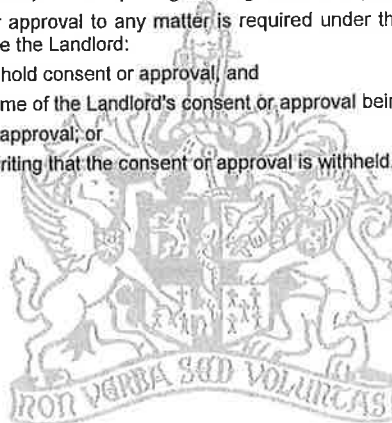 r approval to any matter is required under th
e the Landlord:
hold consent or approval, and
me of the Landlord's consent or approval bein
approval; or
riting that the consent or approval is withheld.
NON VERBA SED VOLUNTAS